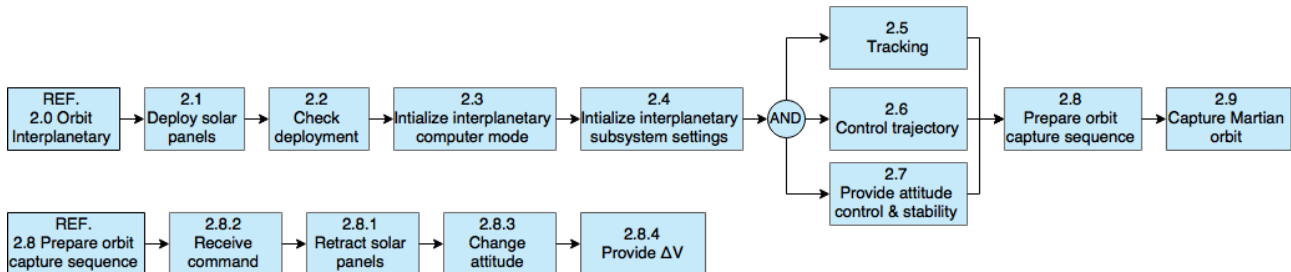 REF.
2.0 Orbit
Interplanetary
2.1
Deploy solar
panels
2.2
Check
deployment
2.3
Intialize interplanetary
computer mode
2.4
Intialize interplanetary
subsystem settings
AND
2.5
Tracking
2.6
Control trajectory
2.7
Provide attitude
control & stability
2.8
Prepare orbit
capture sequence
2.9
Capture Martian
orbit
REF.
2.8 Prepare orbit
capture sequence
2.8.2
Receive
command
2.8.1
Retract solar
panels
2.8.3
Change
attitude
2.8.4
Provide ΔV